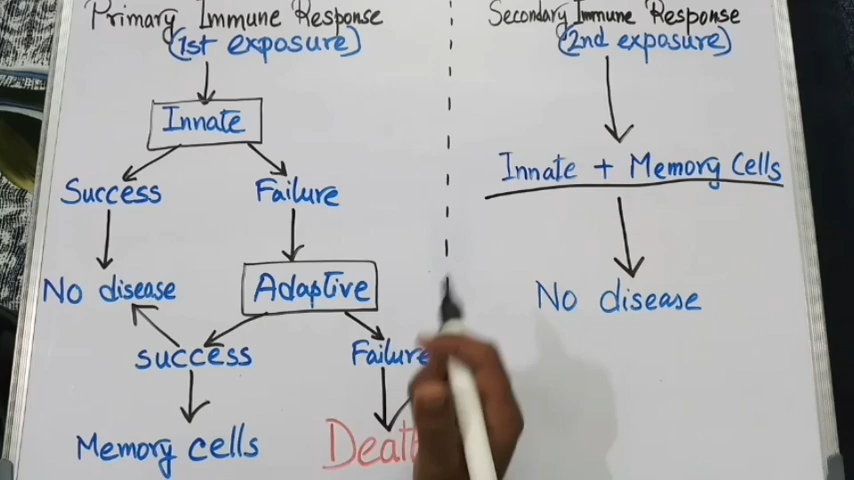 Primary Immune Response
(1st exposure)
Innate
Success
Failure
No disease
Adaptive
success
Failure
Memory cells
Secondary Immune Response
(2nd exposure)
Innate + Memory Cells
No disease